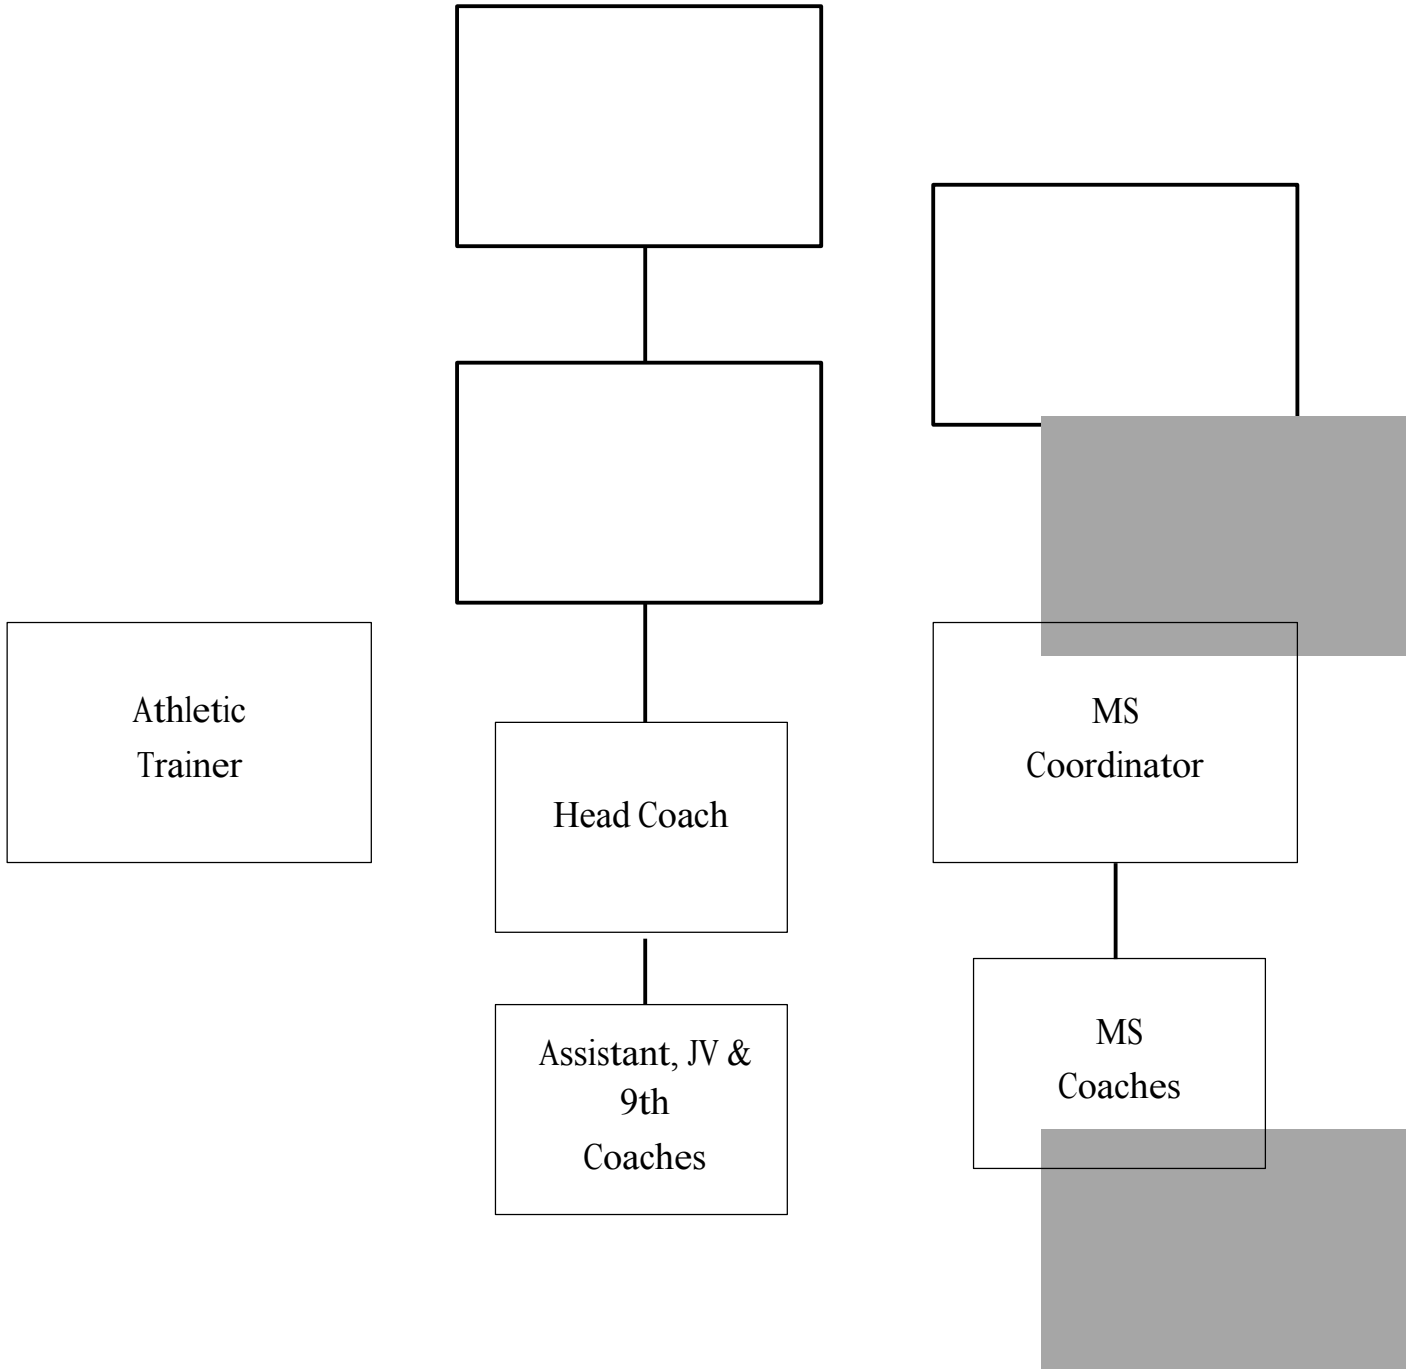 Athletic
Trainer
Head Coach
Assistant, JV &
9th
Coaches
MS
Coordinator
MS
Coaches